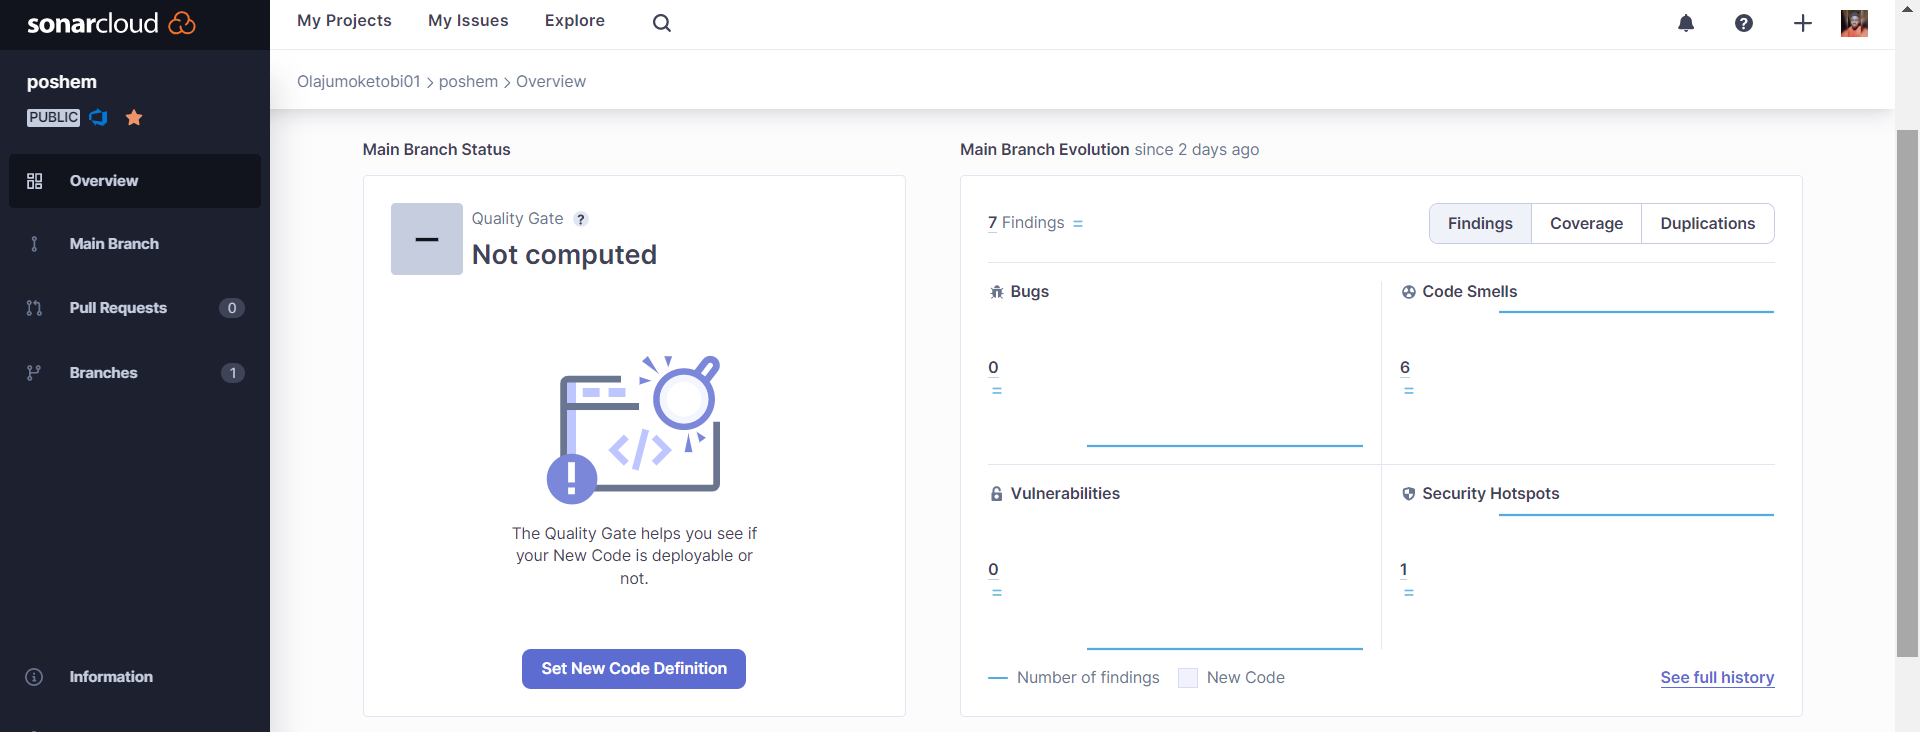 sonarcloud
My Projects
My Issues
Explore
poshem
PUBLIC
Overview
Main Branch
Pull Requests 0
Branches 1
Information
Olajumoketobi01 > poshem > Overview
Main Branch Status
Quality Gate ?
Not computed
</>
!
The Quality Gate helps you see if
your New Code is deployable or
not.
Set New Code Definition
Main Branch Evolution since 2 days ago
7 Findings =
Findings
Coverage
Duplications
Bugs
0
=
Code Smells
6
=
Vulnerabilities
0
=
Security Hotspots
1
=
Number of findings
New Code
See full history